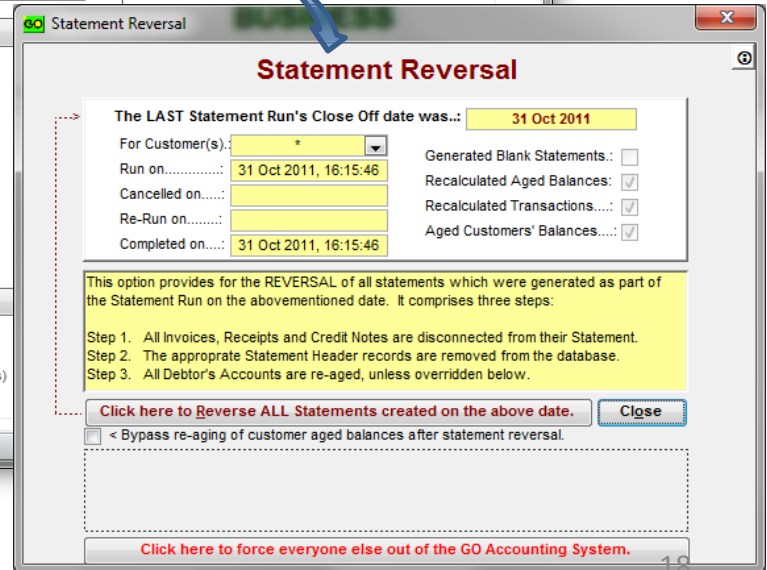 BUSINESS
GO Statement Reversal
Statement Reversal
The LAST Statement Run's Close Off date was..: 31 Oct 2011
For Customer(s).: *
Run on.............: 31 Oct 2011, 16:15:46
Cancelled on.....:
Re-Run on........:
Completed on....: 31 Oct 2011, 16:15:46
Generated Blank Statements.:
Recalculated Aged Balances:
Recalculated Transactions....:
Aged Customers' Balances....:
This option provides for the REVERSAL of all statements which were generated as part of
the Statement Run on the abovementioned date. It comprises three steps:
Step 1. All Invoices, Receipts and Credit Notes are disconnected from their Statement.
Step 2. The approprate Statement Header records are removed from the database.
Step 3. All Debtor's Accounts are re-aged, unless overridden below.
--->
Click here to Reverse ALL Statements created on the above date. Close
< Bypass re-aging of customer aged balances after statement reversal.
Click here to force everyone else out of the GO Accounting System.
18